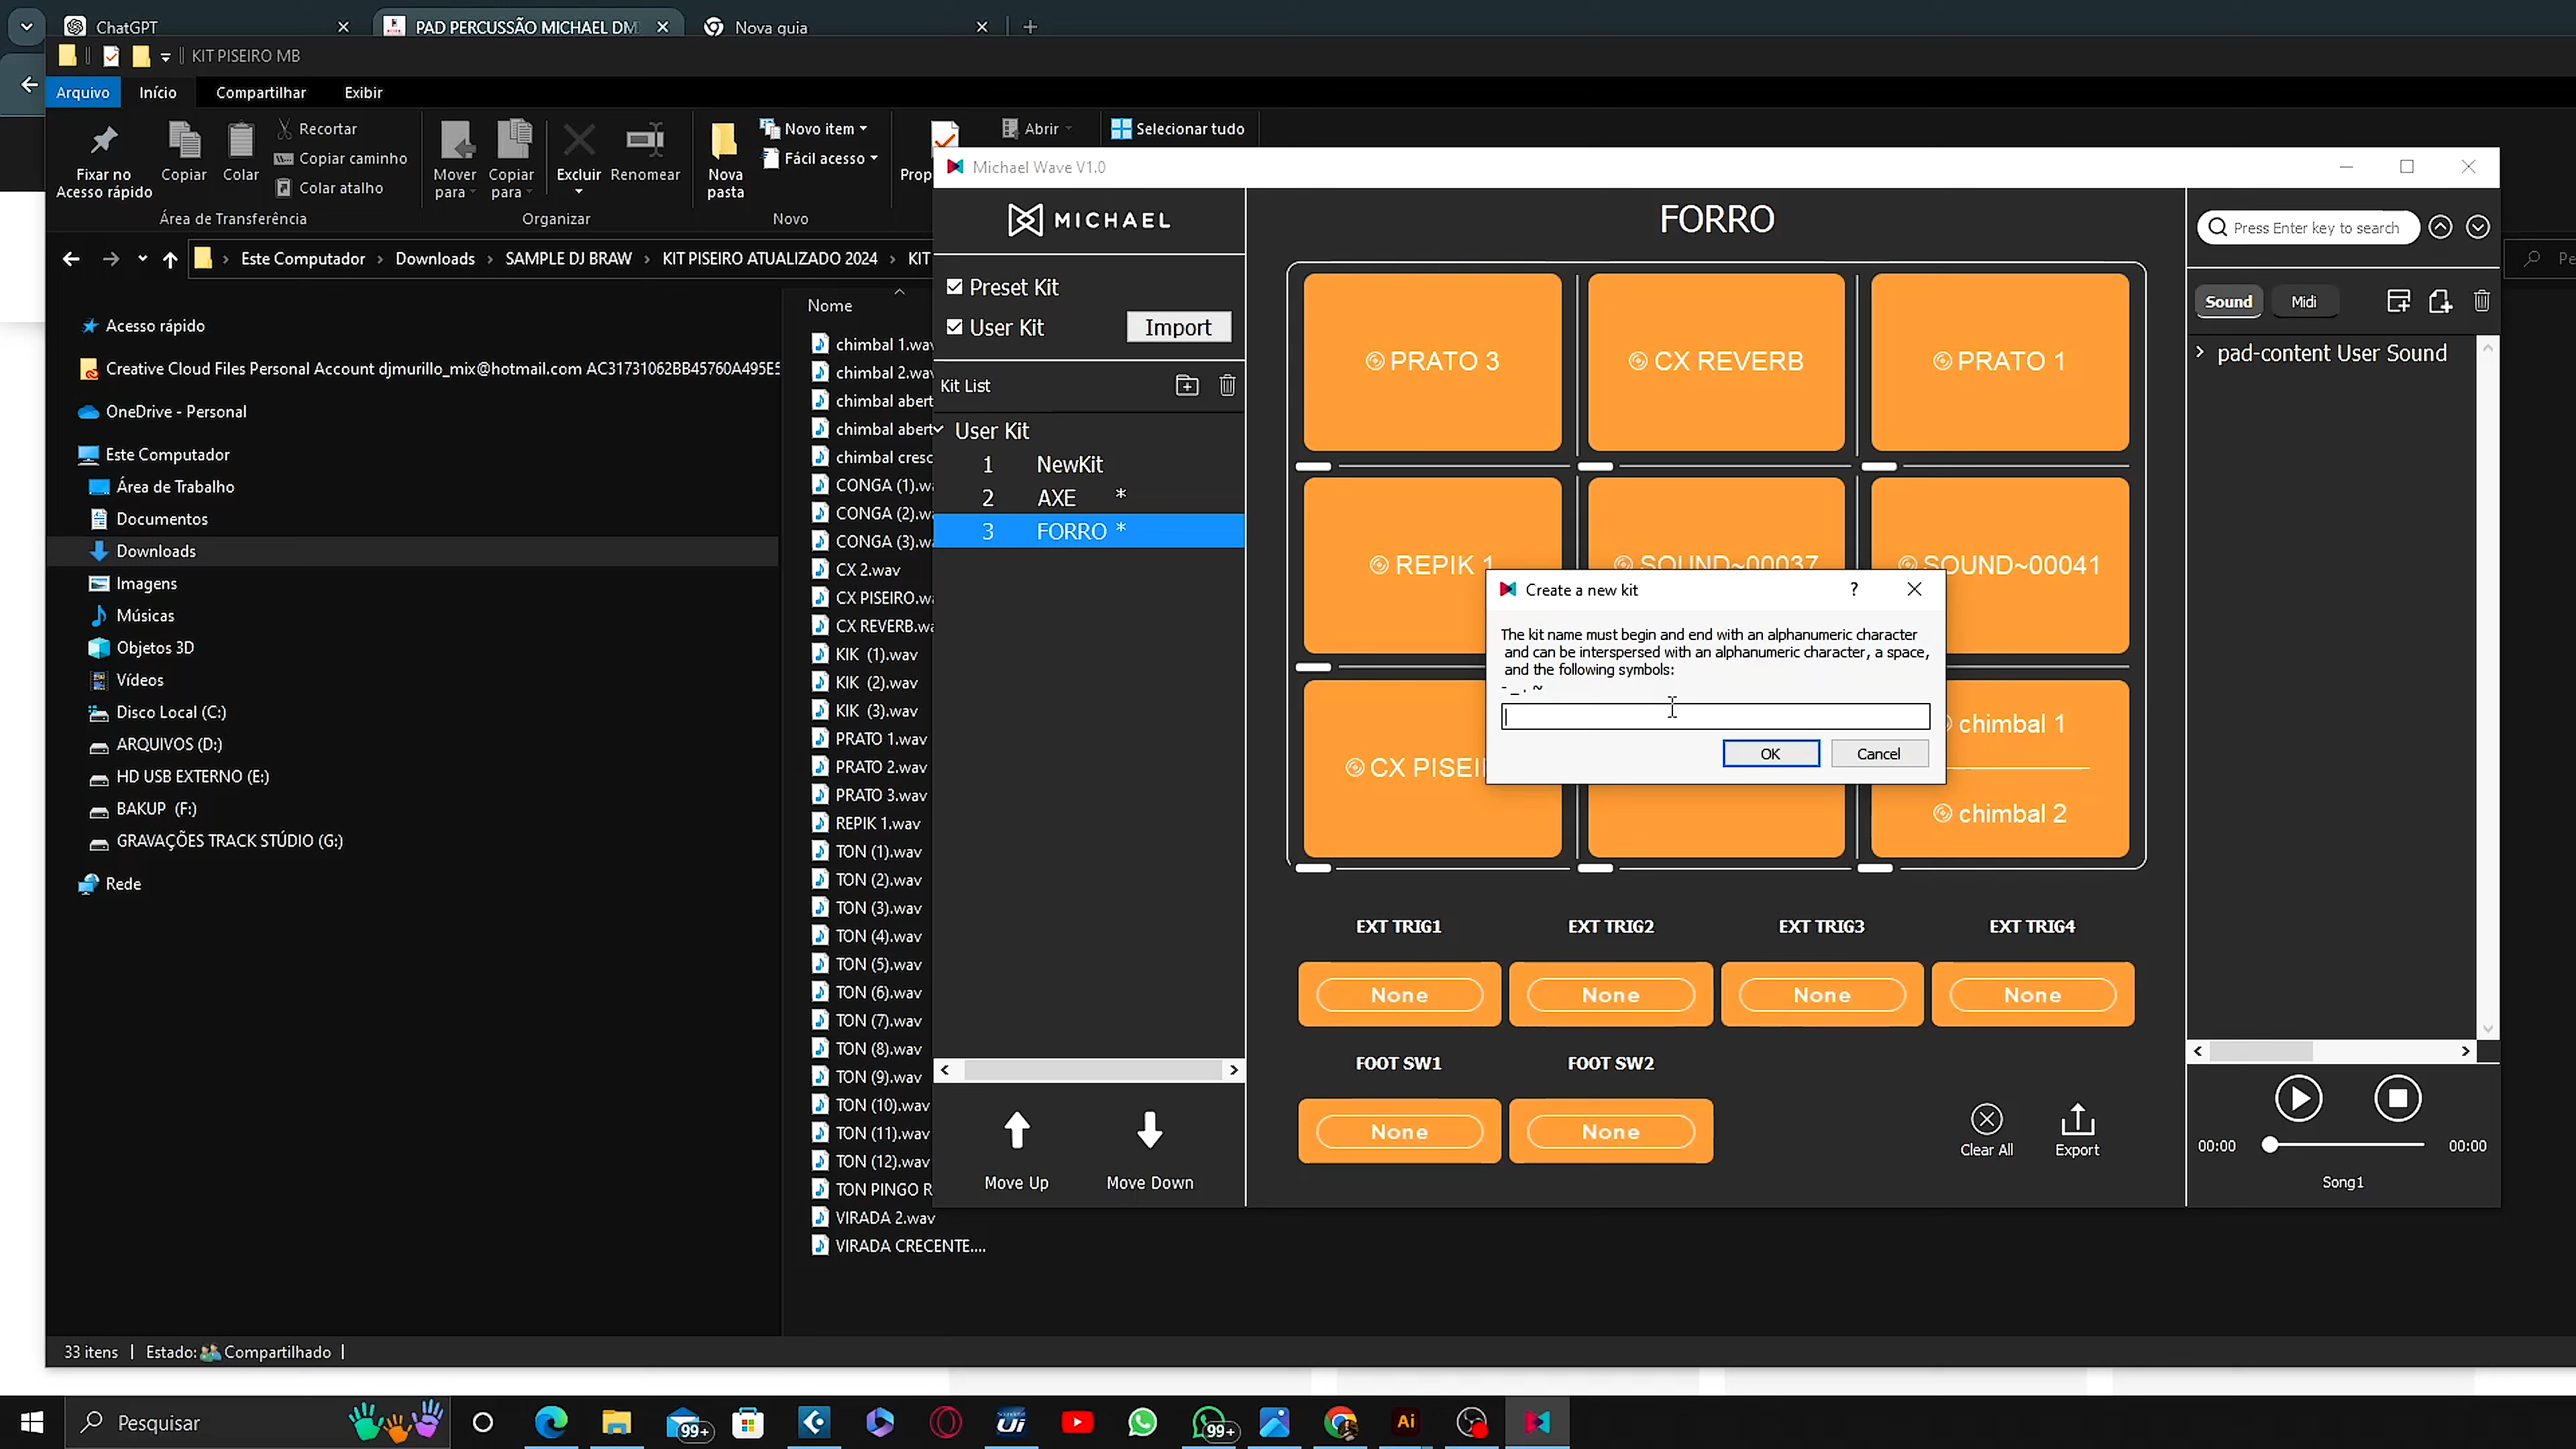 ChatGPT
PAD PERCUSSÃO MICHAEL DM
Nova guia
KIT PISEIRO MB
Arquivo
Início
Compartilhar
Exibir
Fixar no
Acesso rápido
Copiar
Colar
Recortar
Copiar caminho
Colar atalho
Área de Transferência
Mover
para
Copiar
para
Excluir
Renomear
Organizar
Nova
pasta
Novo item
Fácil acesso
Novo
Prop
Abrir
Selecionar tudo
Este Computador
Downloads
SAMPLE DJ BRAW
KIT PISEIRO ATUALIZADO 2024
KIT
Pe
Acesso rápido
Creative Cloud Files Personal Account djmurillo_mix@hotmail.com AC31731062BB45760A495E5
OneDrive - Personal
Este Computador
Área de Trabalho
Documentos
Downloads
Imagens
Músicas
Objetos 3D
Vídeos
Disco Local (C:)
ARQUIVOS (D:)
HD USB EXTERNO (E:)
BAKUP (F:)
GRAVAÇÕES TRACK STÚDIO (G:)
Rede
Nome
chimbal 1.wav
chimbal 2.wav
chimbal abert
chimbal abert
chimbal cresc
CONGA (1).wa
CONGA (2).wa
CONGA (3).wa
CX 2.wav
CX PISEIRO.wa
CX REVERB.wa
KIK (1).wav
KIK (2).wav
KIK (3).wav
PRATO 1.wav
PRATO 2.wav
PRATO 3.wav
REPIK 1.wav
TON (1).wav
TON (2).wav
TON (3).wav
TON (4).wav
TON (5).wav
TON (6).wav
TON (7).wav
TON (8).wav
TON (9).wav
TON (10).wav
TON (11).wav
TON (12).wav
TON PINGO R
VIRADA 2.wav
VIRADA CRECENTE....
33 itens
Estado:
Compartilhado
Michael Wave V1.0
MICHAEL
Preset Kit
User Kit
Import
Kit List
User Kit
1 NewKit
2 AXE *
3 FORRO *
Move Up
Move Down
FORRO
PRATO 3
CX REVERB
PRATO 1
REPIK 1
SOUND~00037
SOUND~00041
CX PISEI
chimbal 1
chimbal 2
Create a new kit
?
The kit name must begin and end with an alphanumeric character
and can be interspersed with an alphanumeric character, a space,
and the following symbols:
- _ . ~
OK
Cancel
EXT TRIG1
EXT TRIG2
EXT TRIG3
EXT TRIG4
None
None
None
None
FOOT SW1
FOOT SW2
None
None
Clear All
Export
Press Enter key to search
Sound
Midi
pad-content User Sound
00:00
00:00
Song1
Pesquisar
99+
Ui
99+
Ai